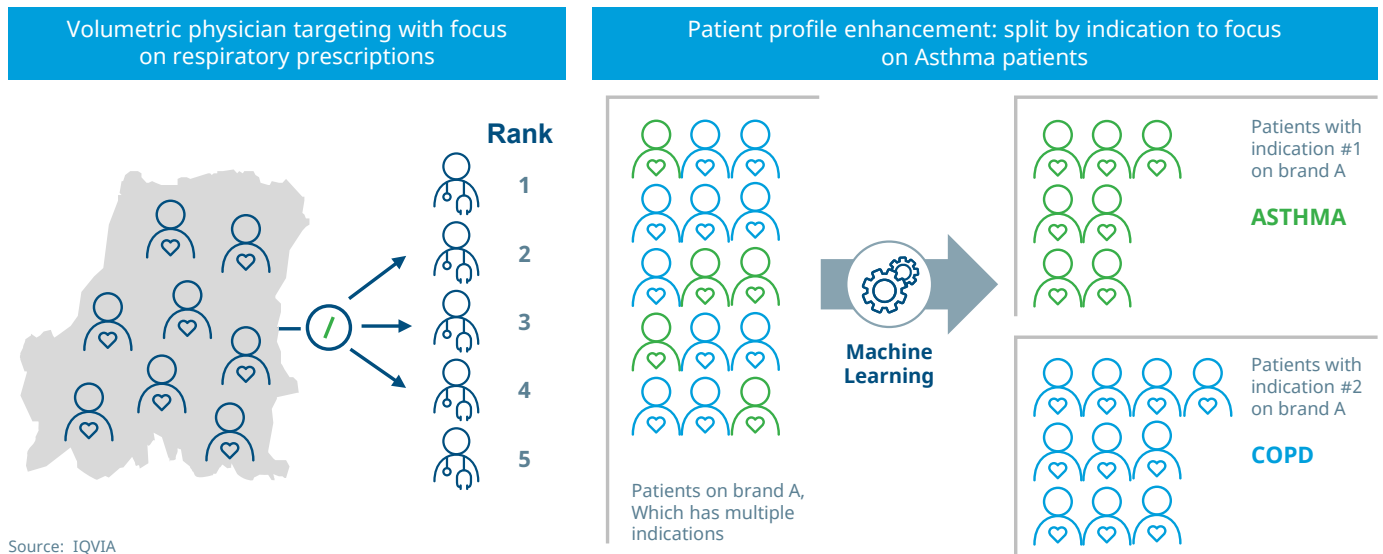 Volumetric physician targeting with focus
on respiratory prescriptions
Rank
1
2
3
4
5
Source: IQVIA
Patient profile enhancement: split by indication to focus
on Asthma patients
Patients on brand A,
Which has multiple
indications
Machine
Learning
Patients with
indication #1
on brand A
ASTHMA
Patients with
indication #2
on brand A
COPD